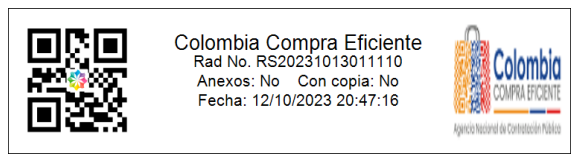 Colombia Compra Eficiente
Rad No. RS20231013011110
Anexos: No Con copia: No
Fecha: 12/10/2023 20:47:16
Colombia
COMPRA EFICIENTE
Agencia Nacional de Contratación Pública